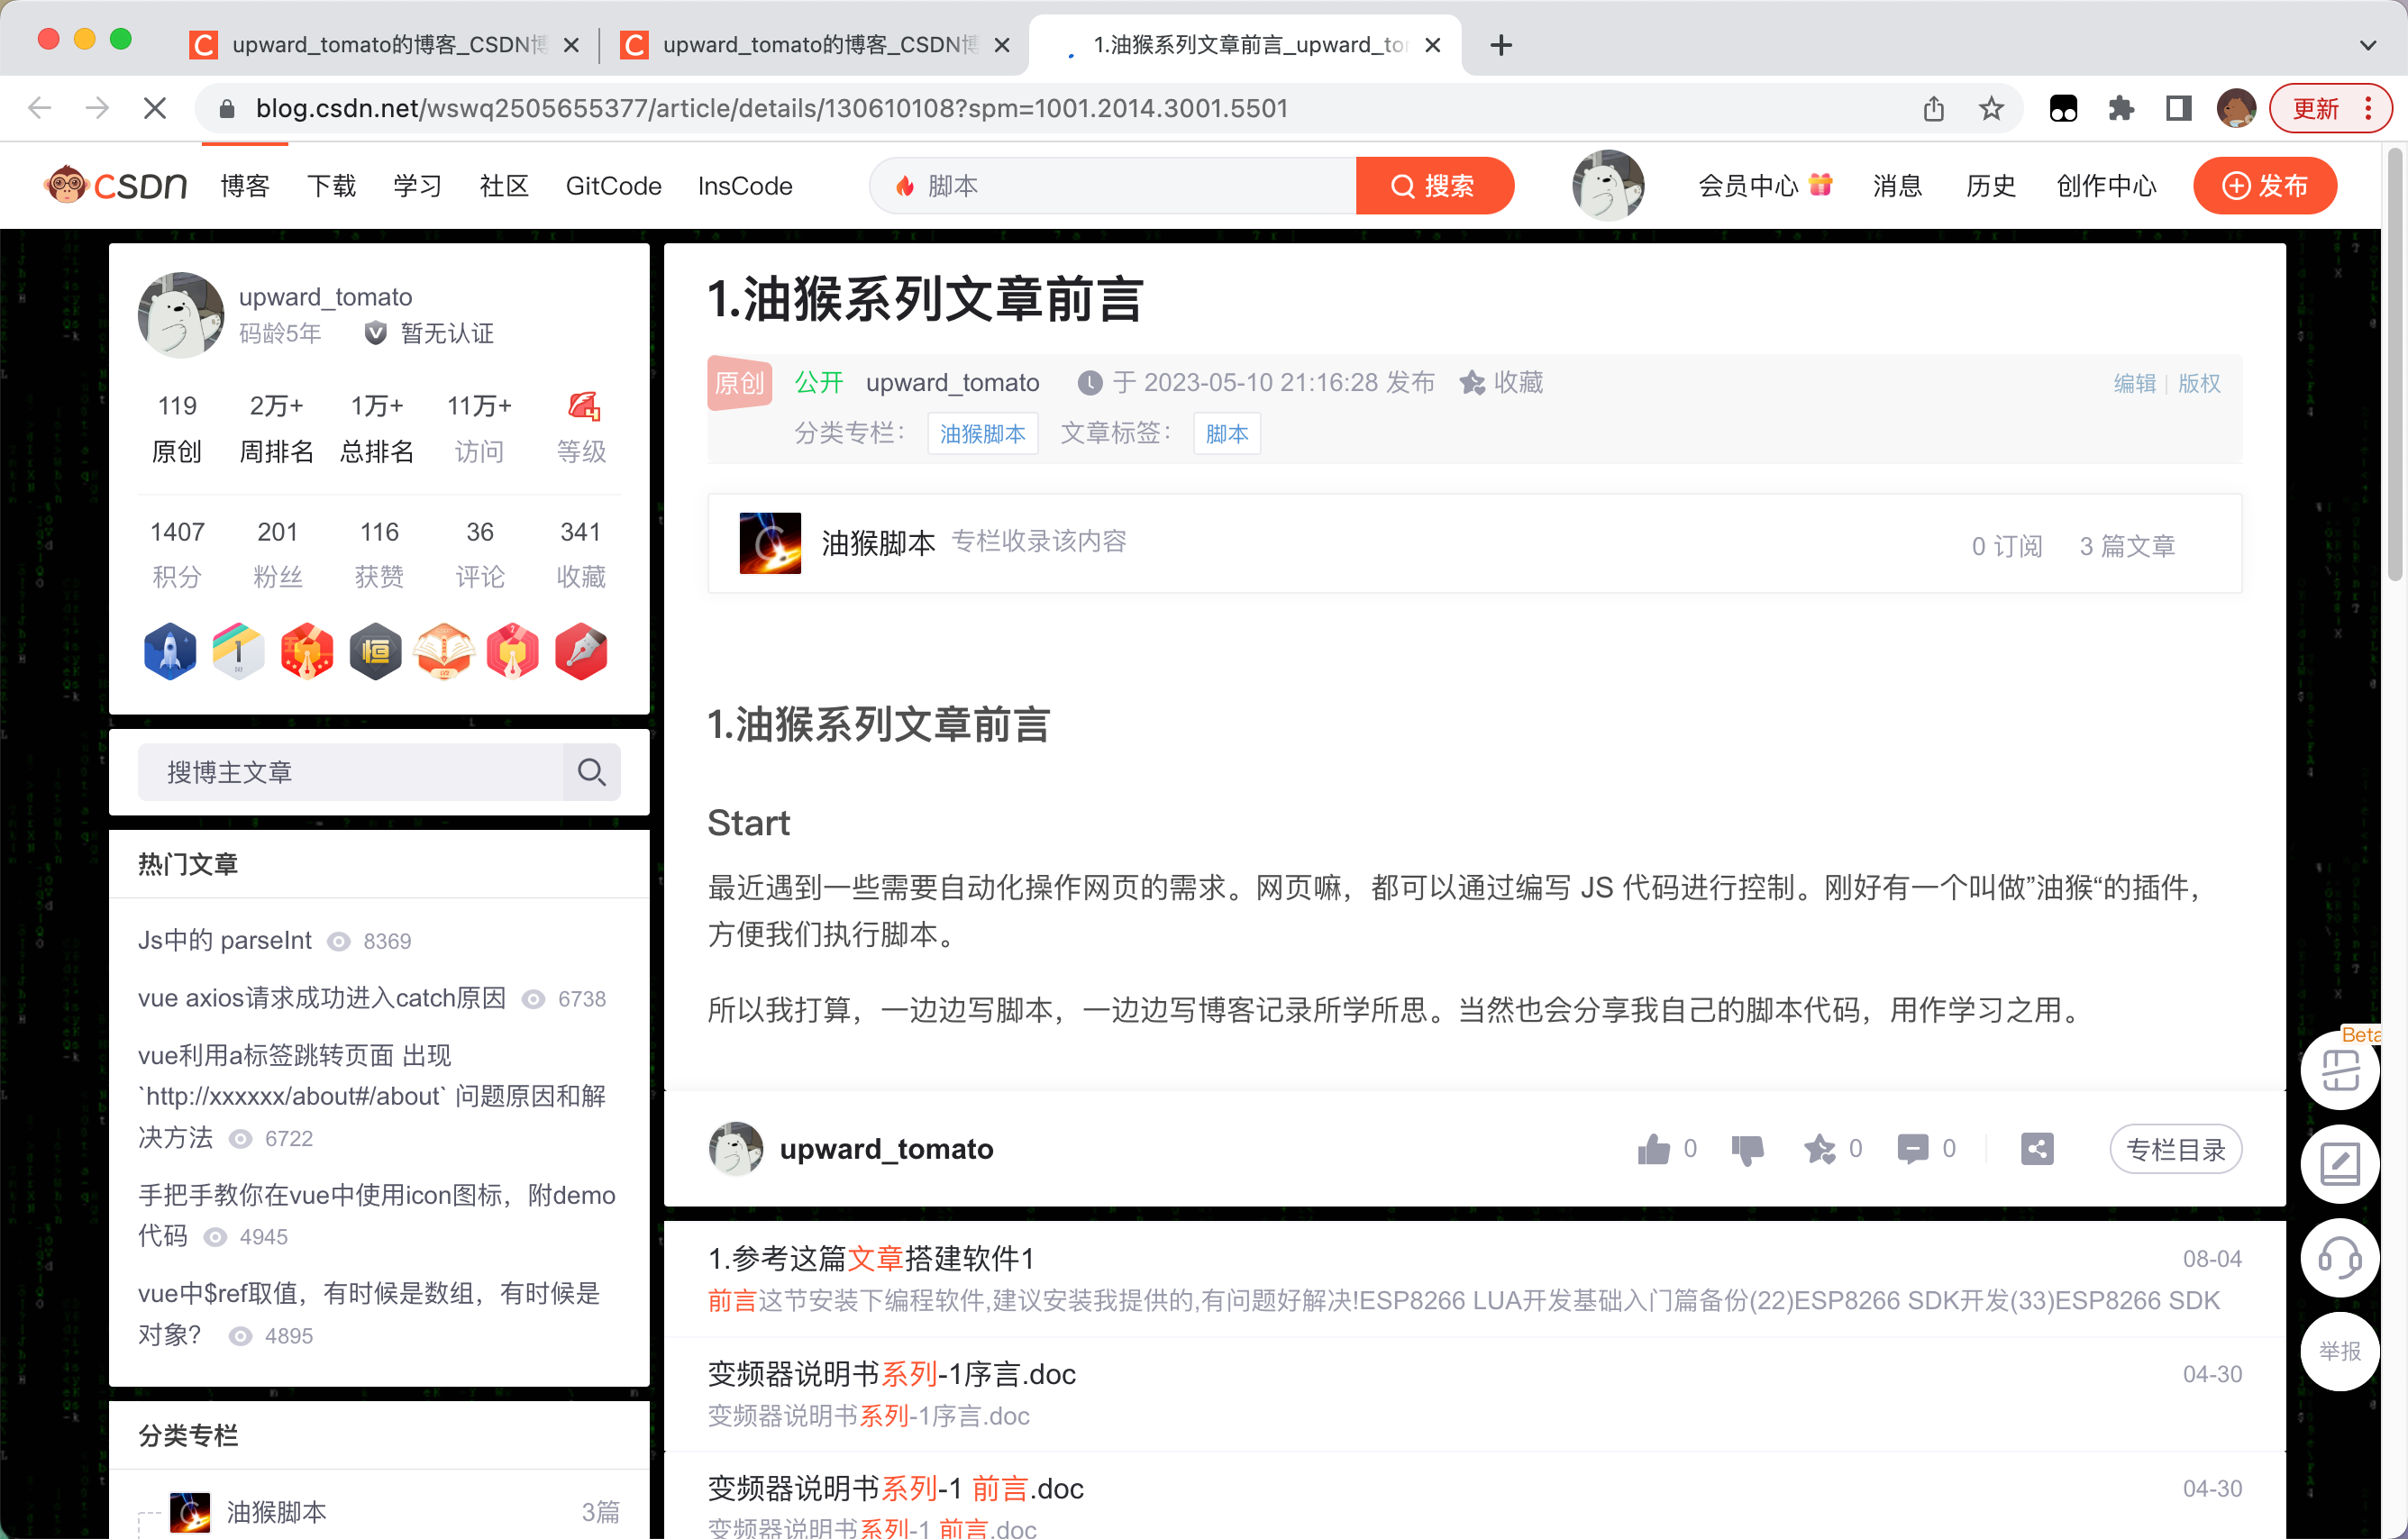 upward_tomato的博客_CSDN博
upward_tomato的博客_CSDN博
1.油猴系列文章前言_upward_to
blog.csdn.net/wswq2505655377/article/details/130610108?spm=1001.2014.3001.5501
更新
CSDN 博客 下载 学习 社区 GitCode InsCode
脚本
搜索
会员中心 消息 历史 创作中心 发布
upward_tomato
码龄5年 暂无认证
119 2万+ 1万+ 11万+ 4
原创 周排名 总排名 访问 等级
1407 201 116 36 341
积分 粉丝 获赞 评论 收藏
恒
搜博主文章
热门文章
Js中的 parseInt 8369
vue axios请求成功进入catch原因 6738
vue利用a标签跳转页面 出现
`http://xxxxxx/about#/about` 问题原因和解
决方法 6722
手把手教你在vue中使用icon图标，附demo
代码 4945
vue中$ref取值，有时候是数组，有时候是
对象？ 4895
分类专栏
油猴脚本 3篇
1.油猴系列文章前言
原创 公开 upward_tomato 于 2023-05-10 21:16:28 发布 收藏
编辑 版权
分类专栏： 油猴脚本 文章标签： 脚本
油猴脚本 专栏收录该内容
0 订阅 3 篇文章
1.油猴系列文章前言
Start
最近遇到一些需要自动化操作网页的需求。网页嘛，都可以通过编写 JS 代码进行控制。刚好有一个叫做”油猴“的插件，
方便我们执行脚本。
所以我打算，一边边写脚本，一边边写博客记录所学所思。当然也会分享我自己的脚本代码，用作学习之用。
upward_tomato
0 0 0 专栏目录
1.参考这篇文章搭建软件1 08-04
前言这节安装下编程软件,建议安装我提供的,有问题好解决!ESP8266 LUA开发基础入门篇备份(22)ESP8266 SDK开发(33)ESP8266 SDK
变频器说明书系列-1序言.doc 04-30
变频器说明书系列-1序言.doc
变频器说明书系列-1 前言.doc 04-30
变频器说明书系列-1 前言.doc
Beta
举报